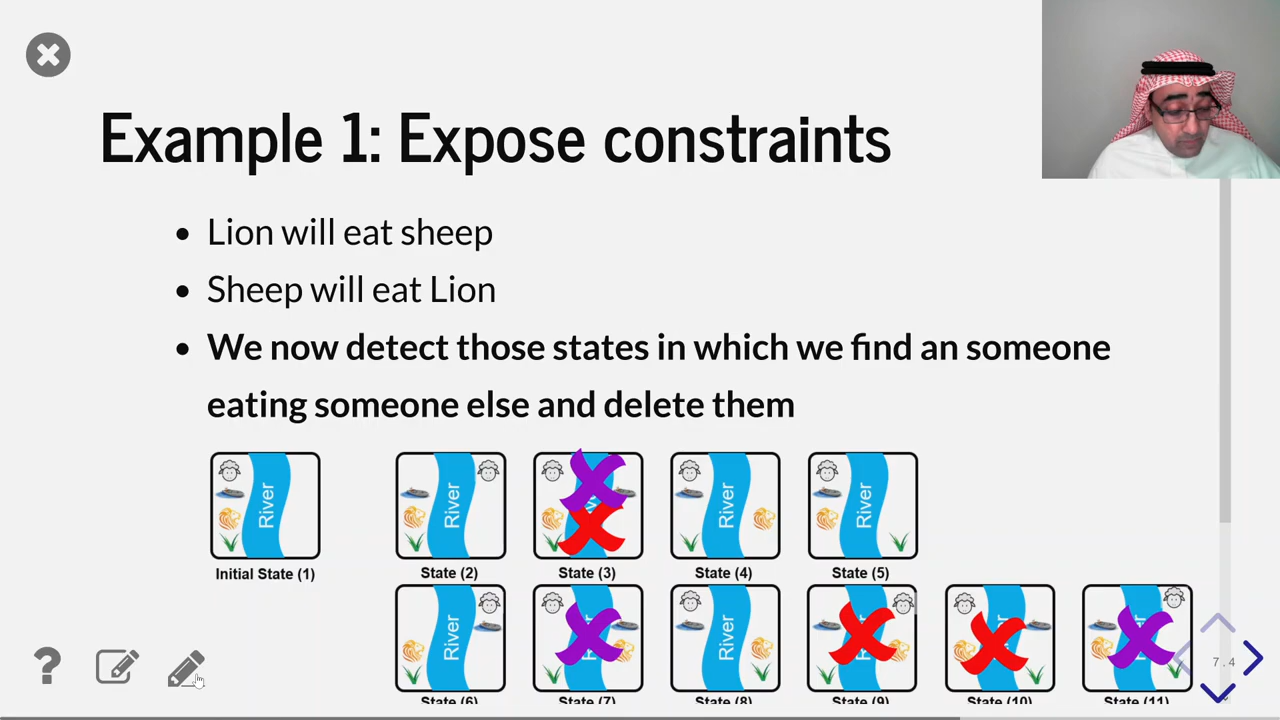 Example 1: Expose constraints
Lion will eat sheep
Sheep will eat Lion
We now detect those states in which we find an someone
eating someone else and delete them
River
River
River
River
Initial State (1)
State (2)
State (3)
State (4)
State (5)
River
River
State (6)
State (7)
State (8)
State (9)
State (10)
State (11)
?
7.4